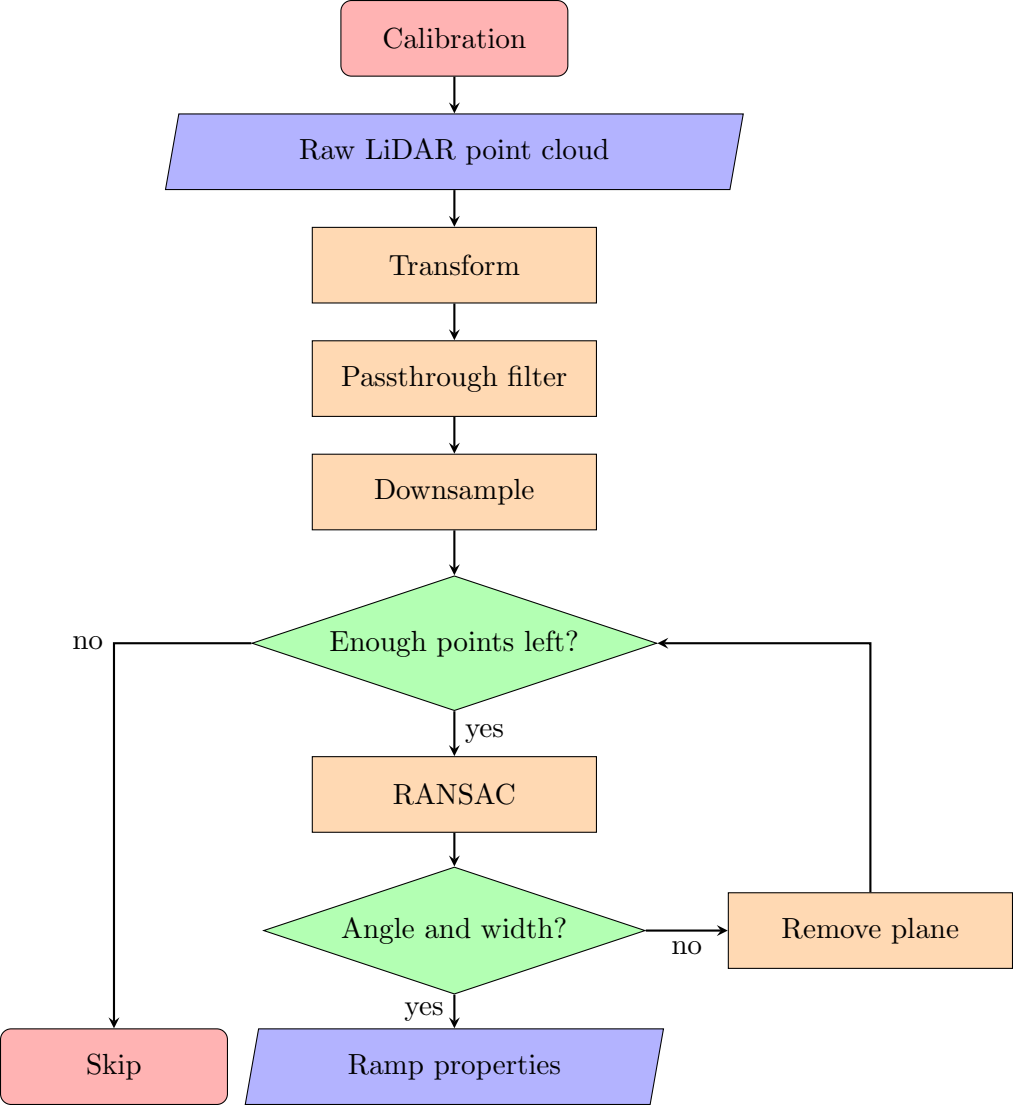 Calibration
Raw LiDAR point cloud
Transform
Passthrough filter
Downsample
no
Enough points left?
yes
RANSAC
Angle and width?
no
Remove plane
yes
Skip
Ramp properties